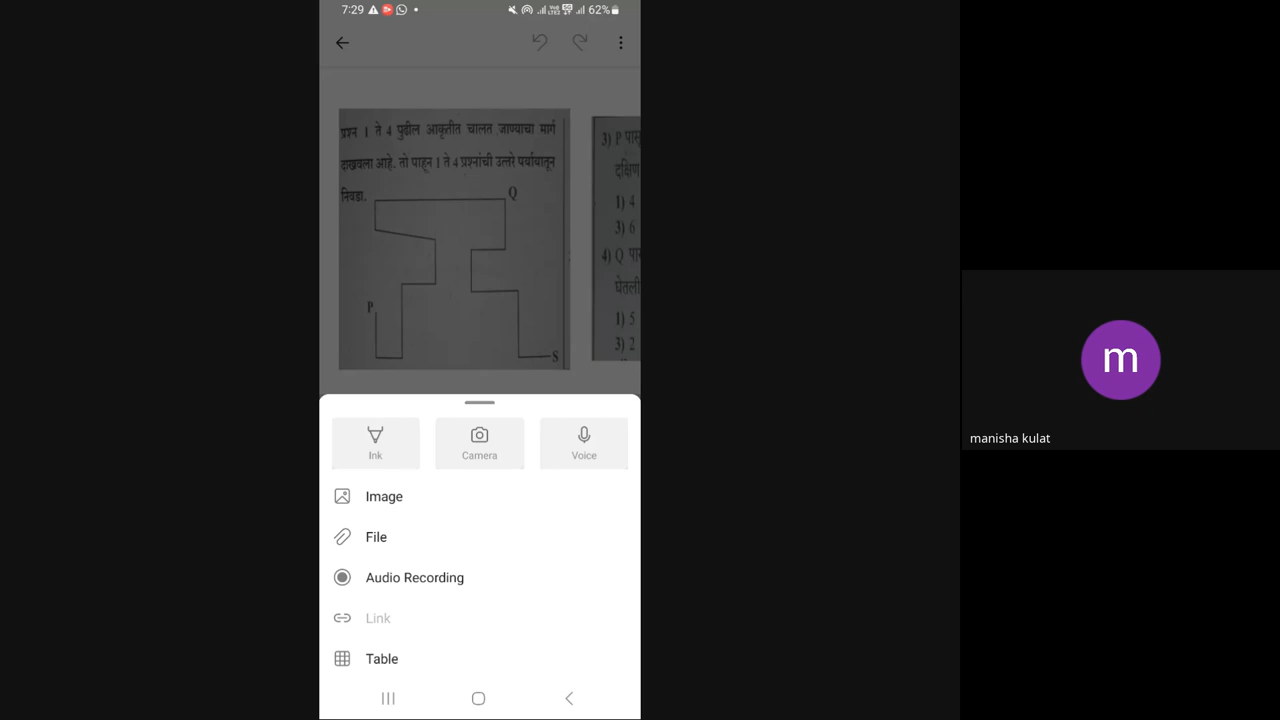 7:29 62%
प्रश्न 1 ते 4 पुढील आकृतीत चालत जाण्याचा मार्ग
दाखवला आहे. तो पाहून 1 ते 4 प्रश्नांची उत्तरे पर्यायातून
निवडा.
Q
P
S
3) P पासू
दक्षिण
1) 4
3) 6
4) Q पा
घेतली
1) 5
3) 2
Ink
Camera
Voice
Image
File
Audio Recording
Link
Table
m
manisha kulat